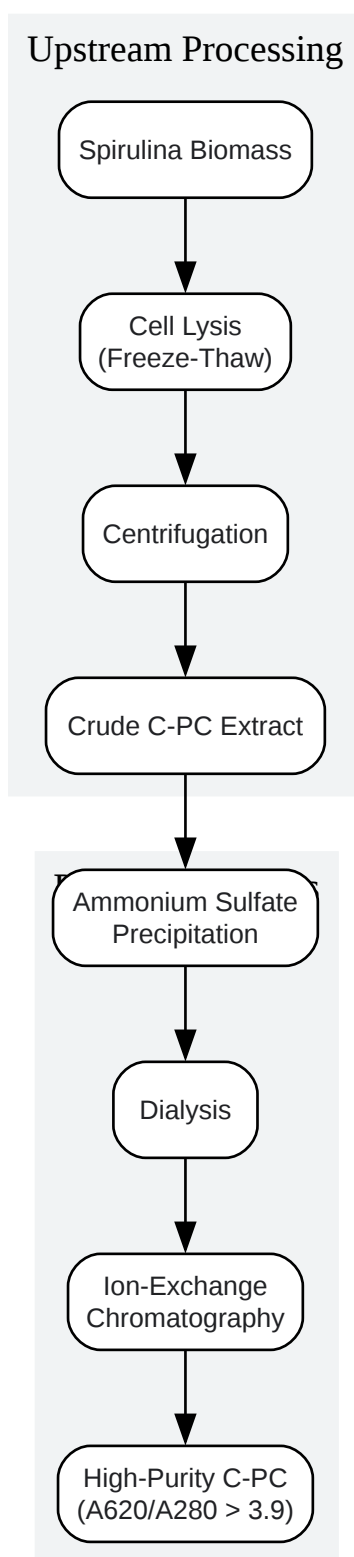 Upstream Processing
Spirulina Biomass
Cell Lysis
(Freeze-Thaw)
Centrifugation
Crude C-PC Extract
Ammonium Sulfate
Precipitation
Dialysis
Ion-Exchange
Chromatography
High-Purity C-PC
(A620/A280 > 3.9)